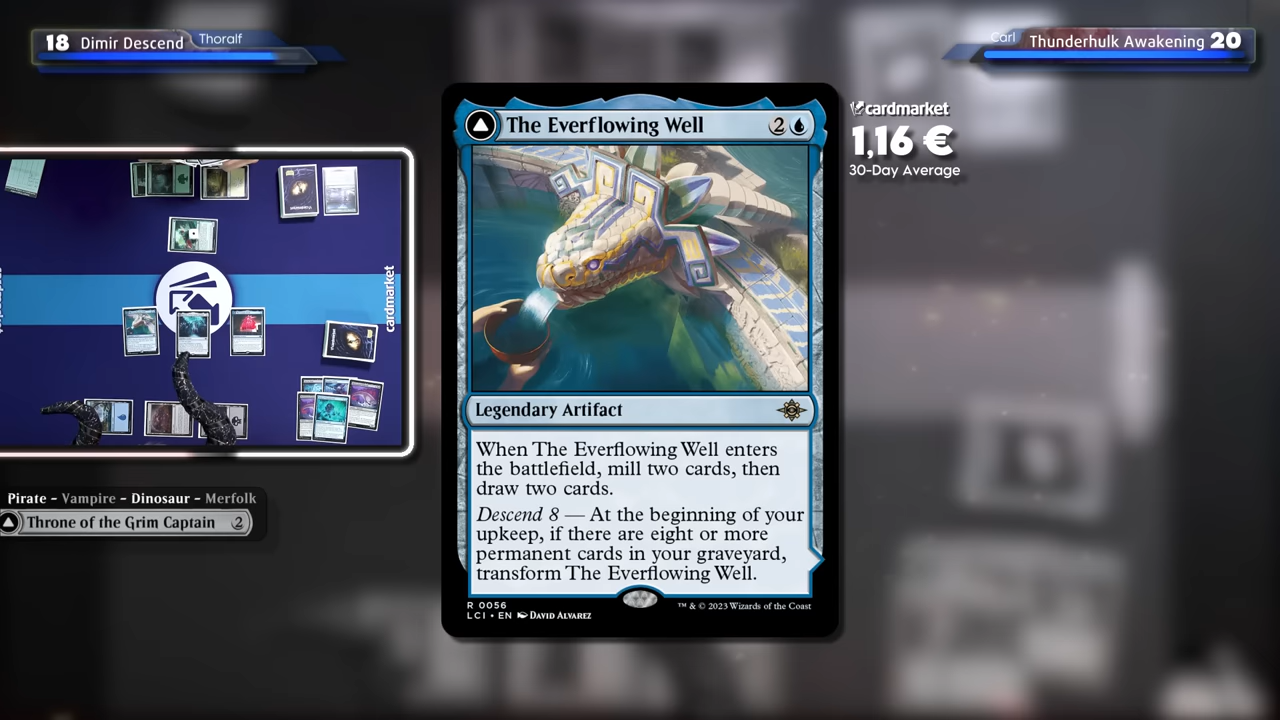 18 Dimir Descend Thoralf
Carl Thunderhulk Awakening 20
The Everflowing Well 2
cardmarket
1,16 €
30-Day Average
cardmarket
Legendary Artifact
When The Everflowing Well enters
the battlefield, mill two cards, then
draw two cards.
Descend 8 — At the beginning of your
upkeep, if there are eight or more
permanent cards in your graveyard,
transform The Everflowing Well.
Pirate – Vampire – Dinosaur – Merfolk
Throne of the Grim Captain 2
R 0056
LCI • EN DAVID ALVAREZ
™ & © 2023 Wizards of the Coast